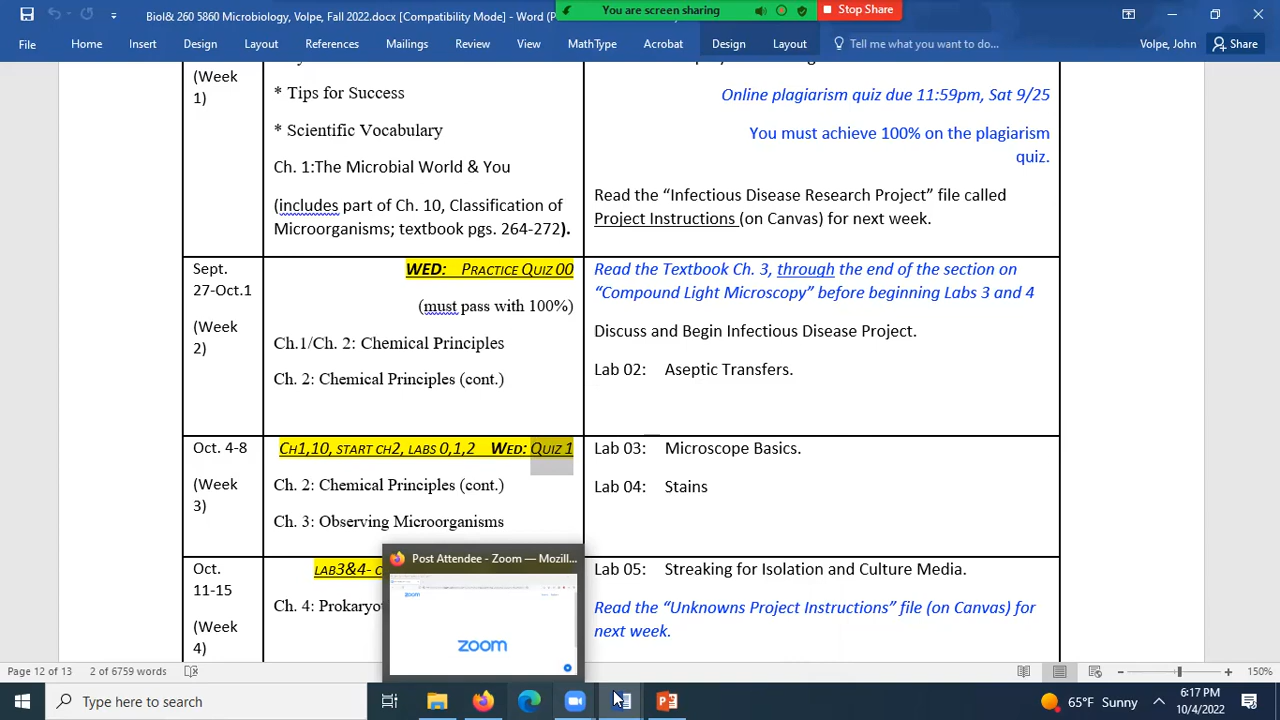 Biol& 260 5860 Microbiology, Volpe, Fall 2022.docx [Compatibility Mode] - Word (P
You are screen sharing
Stop Share
File Home Insert Design Layout References Mailings Review View MathType Acrobat Design Layout Tell me what you want to do... Volpe, John Share
(Week
1)
* Tips for Success
* Scientific Vocabulary
Ch. 1:The Microbial World & You
(includes part of Ch. 10, Classification of
Microorganisms; textbook pgs. 264-272).
Online plagiarism quiz due 11:59pm, Sat 9/25
You must achieve 100% on the plagiarism
quiz.
Read the “Infectious Disease Research Project” file called
Project Instructions (on Canvas) for next week.
Sept.
27-Oct.1
(Week
2)
WED: PRACTICE QUIZ 00
(must pass with 100%)
Ch.1/Ch. 2: Chemical Principles
Ch. 2: Chemical Principles (cont.)
Read the Textbook Ch. 3, through the end of the section on
“Compound Light Microscopy” before beginning Labs 3 and 4
Discuss and Begin Infectious Disease Project.
Lab 02: Aseptic Transfers.
Oct. 4-8
(Week
3)
CH1,10, START CH2, LABS 0,1,2 WED: QUIZ 1
Ch. 2: Chemical Principles (cont.)
Ch. 3: Observing Microorganisms
Lab 03: Microscope Basics.
Lab 04: Stains
Oct.
11-15
(Week
4)
LAB3&4-
Ch. 4: Prokaryo
Lab 05: Streaking for Isolation and Culture Media.
Read the “Unknowns Project Instructions” file (on Canvas) for
next week.
Post Attendee - Zoom — Mozill...
zoom
zoom
Page 12 of 13 2 of 6759 words
150%
Type here to search
65°F Sunny
6:17 PM
10/4/2022